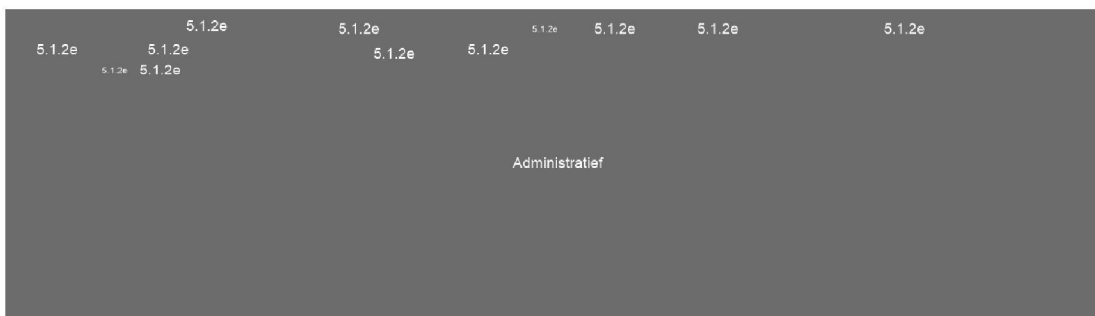 5.1.2e 5.1.2e 5.1.2e 5.1.2e 5.1.2e 5.1.2e
5.1.2e 5.1.2e 5.1.2e 5.1.2e
5.1.2e 5.1.2e
Administratief